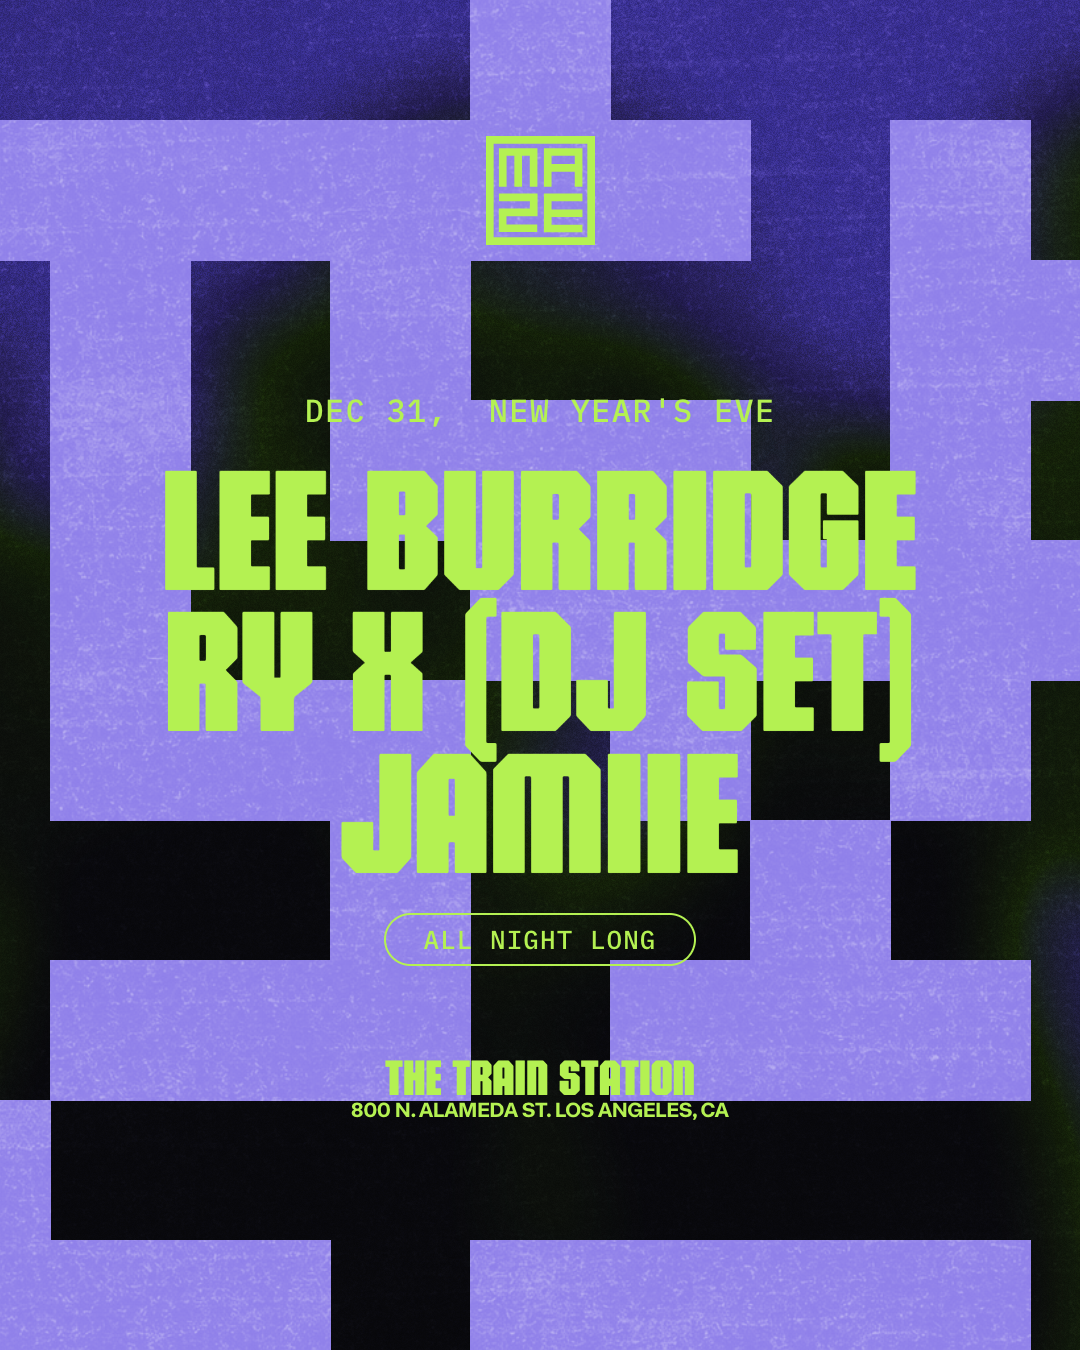 MA
ZE
DEC 31, NEW YEAR'S EVE
LEE BURRIDGE
RY X (DJ SET)
JAMIIE
ALL NIGHT LONG
THE TRAIN STATION
800 N. ALAMEDA ST. LOS ANGELES, CA